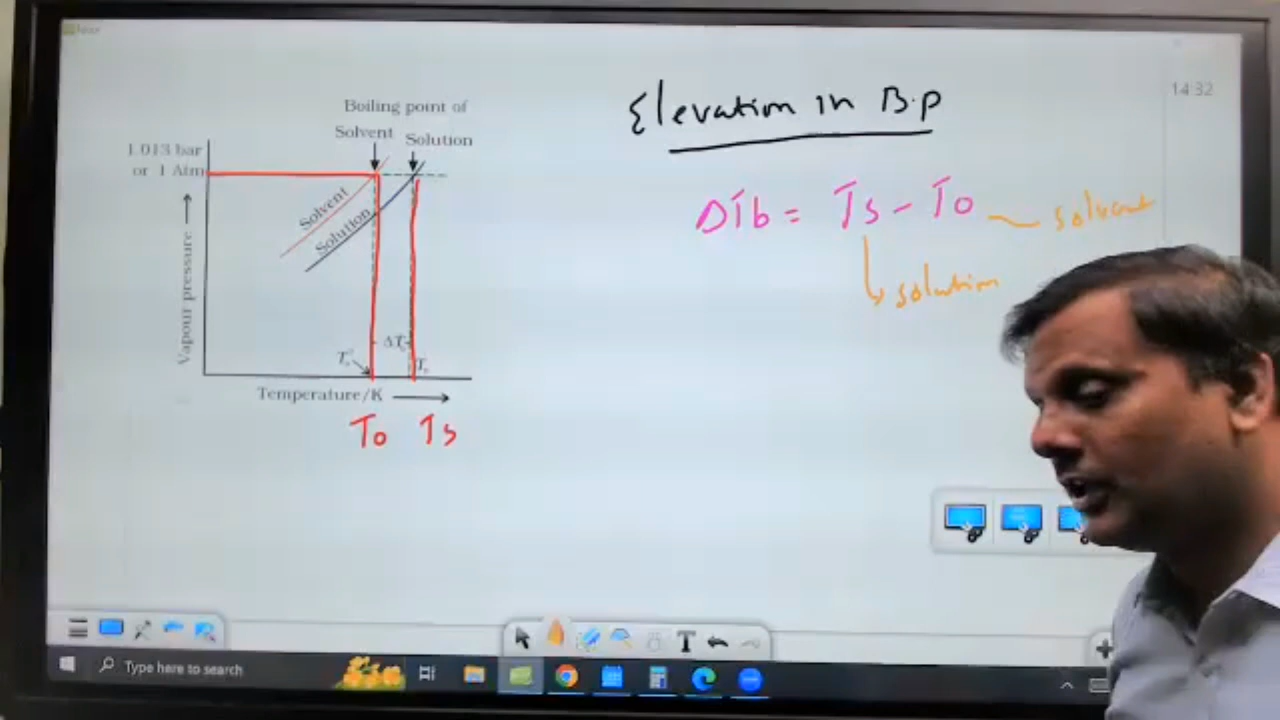 Elevation in B.P
14:32
Boiling point of
Solvent Solution
1.013 bar
or 1 Atm
Solvent
Solution
Vapour pressure
ΔTb = Ts - To solvent
solution
Temperature/K
To Ts
Type here to search
T